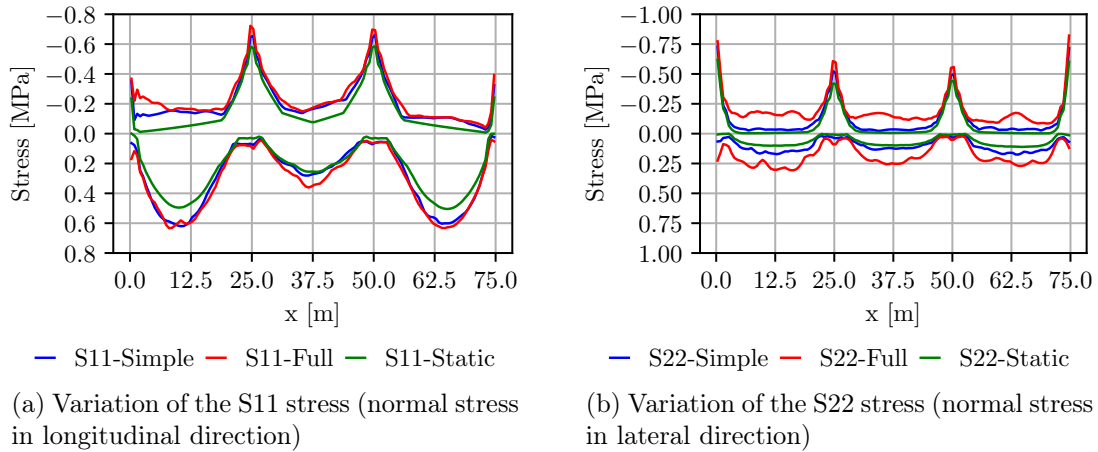 −0.8
−0.6
−0.4
−0.2
0.0
0.2
0.4
0.6
0.8
Stress [MPa]
0.0 12.5 25.0 37.5 50.0 62.5 75.0
x [m]
S11-Simple S11-Full S11-Static
(a) Variation of the S11 stress (normal stress
in longitudinal direction)
−1.00
−0.75
−0.50
−0.25
0.00
0.25
0.50
0.75
1.00
Stress [MPa]
0.0 12.5 25.0 37.5 50.0 62.5 75.0
x [m]
S22-Simple S22-Full S22-Static
(b) Variation of the S22 stress (normal stress
in lateral direction)